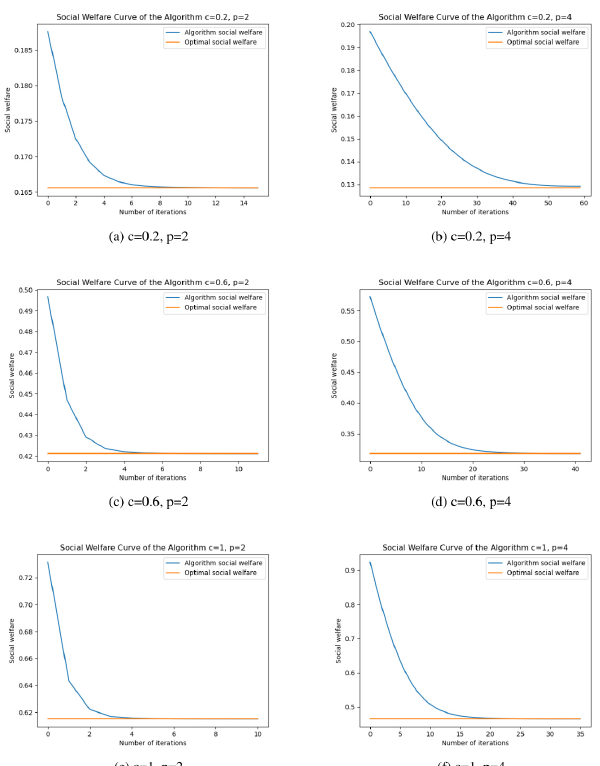 Social Welfare Curve of the Algorithm c=0.2, p=2
Algorithm social welfare
Optimal social welfare
0.185
0.180
0.175
0.170
0.165
Social welfare
0 2 4 6 8 10 12 14
Number of iterations
(a) c=0.2, p=2
Social Welfare Curve of the Algorithm c=0.2, p=4
Algorithm social welfare
Optimal social welfare
0.20
0.19
0.18
0.17
0.16
0.15
0.14
0.13
Social welfare
0 10 20 30 40 50 60
Number of iterations
(b) c=0.2, p=4
Social Welfare Curve of the Algorithm c=0.6, p=2
Algorithm social welfare
Optimal social welfare
0.50
0.49
0.48
0.47
0.46
0.45
0.44
0.43
0.42
Social welfare
0 2 4 6 8 10
Number of iterations
(c) c=0.6, p=2
Social Welfare Curve of the Algorithm c=0.6, p=4
Algorithm social welfare
Optimal social welfare
0.55
0.50
0.45
0.40
0.35
Social welfare
0 10 20 30 40
Number of iterations
(d) c=0.6, p=4
Social Welfare Curve of the Algorithm c=1, p=2
Algorithm social welfare
Optimal social welfare
0.72
0.70
0.68
0.66
0.64
0.62
Social welfare
0 2 4 6 8 10
Number of iterations
(e) c=1, p=2
Social Welfare Curve of the Algorithm c=1, p=4
Algorithm social welfare
Optimal social welfare
0.9
0.8
0.7
0.6
0.5
Social welfare
0 5 10 15 20 25 30 35
Number of iterations
(f) c=1, p=4